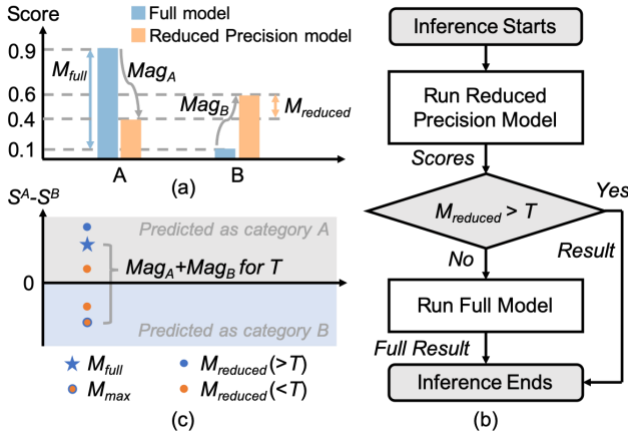 Score
Full model
Reduced Precision model
0.9
0.6
0.4
0.1
M_full
Mag_A
Mag_B
M_reduced
A
B
(a)
S^A-S^B
Predicted as category A
Mag_A+Mag_B for T
0
Predicted as category B
M_full
M_reduced(>T)
M_max
M_reduced(<T)
(c)
Inference Starts
Run Reduced
Precision Model
Scores
M_reduced > T
Yes
Result
No
Run Full Model
Full Result
Inference Ends
(b)